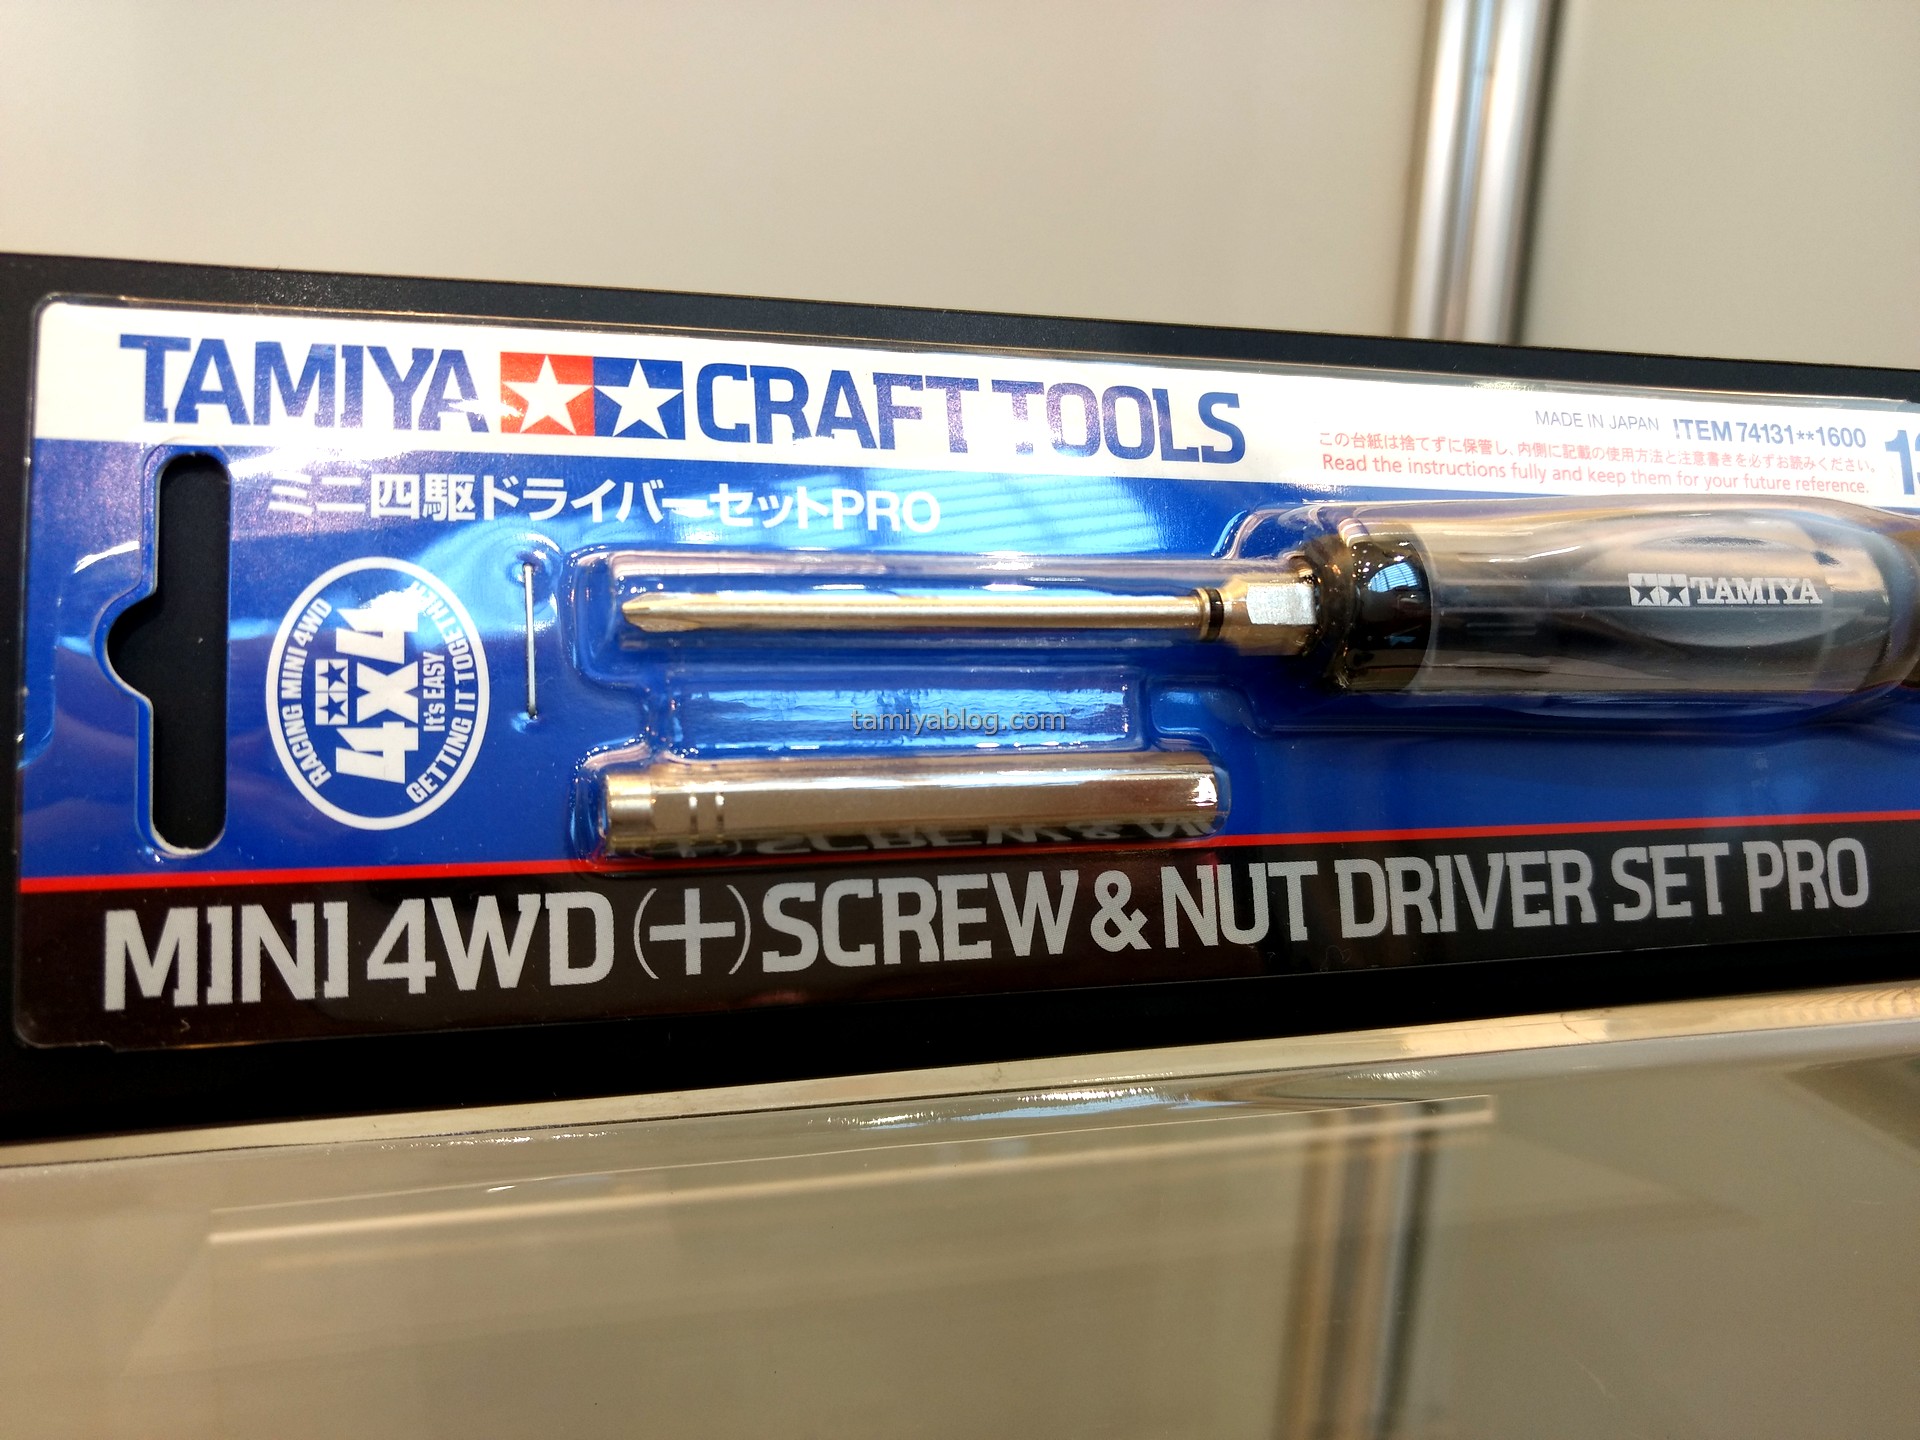 TAMIYA CRAFT TOOLS
MADE IN JAPAN ITEM 74131**1600
この台紙は捨てずに保管し、内側に記載の使用方法と注意書きを必ずお読みください。
Read the instructions fully and keep them for your future reference.
ミニ四駆ドライバーセットPRO
RACING MINI 4WD
4X4
It's EASY
GETTING IT TOGETHER!
TAMIYA
tamiyablog.com
MINI 4WD (+) SCREW & NUT DRIVER SET PRO